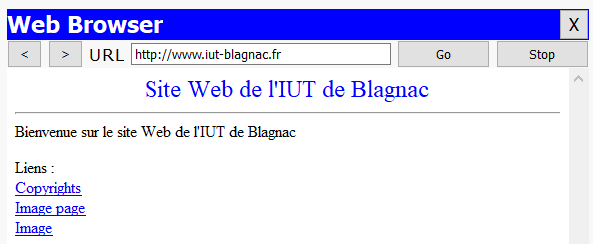 Web Browser X
< > URL http://www.iut-blagnac.fr Go Stop
Site Web de l'IUT de Blagnac
Bienvenue sur le site Web de l'IUT de Blagnac
Liens :
Copyrights
Image page
Image